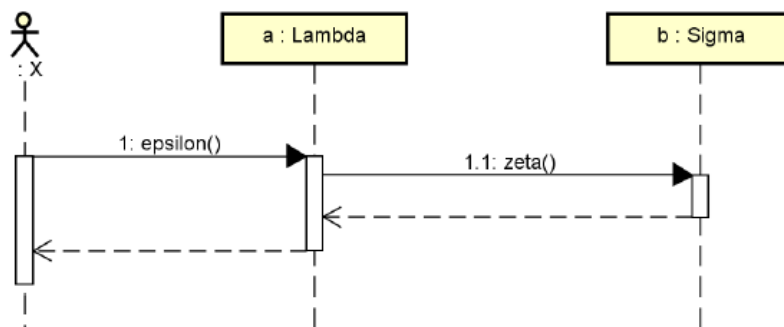 : X
a : Lambda
b : Sigma
1: epsilon()
1.1: zeta()